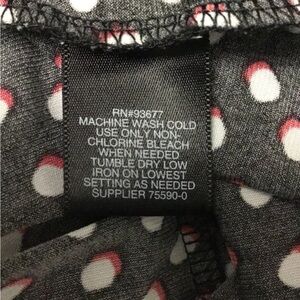 RN#93677
MACHINE WASH COLD
USE ONLY NON-
CHLORINE BLEACH
WHEN NEEDED
TUMBLE DRY LOW
IRON ON LOWEST
SETTING AS NEEDED
SUPPLIER 75590-0